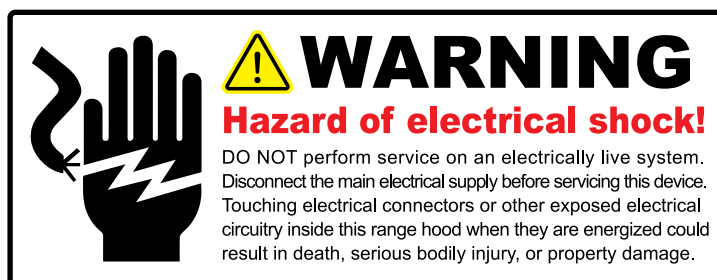 WARNING
Hazard of electrical shock!
DO NOT perform service on an electrically live system.
Disconnect the main electrical supply before servicing this device.
Touching electrical connectors or other exposed electrical
circuitry inside this range hood when they are energized could
result in death, serious bodily injury, or property damage.